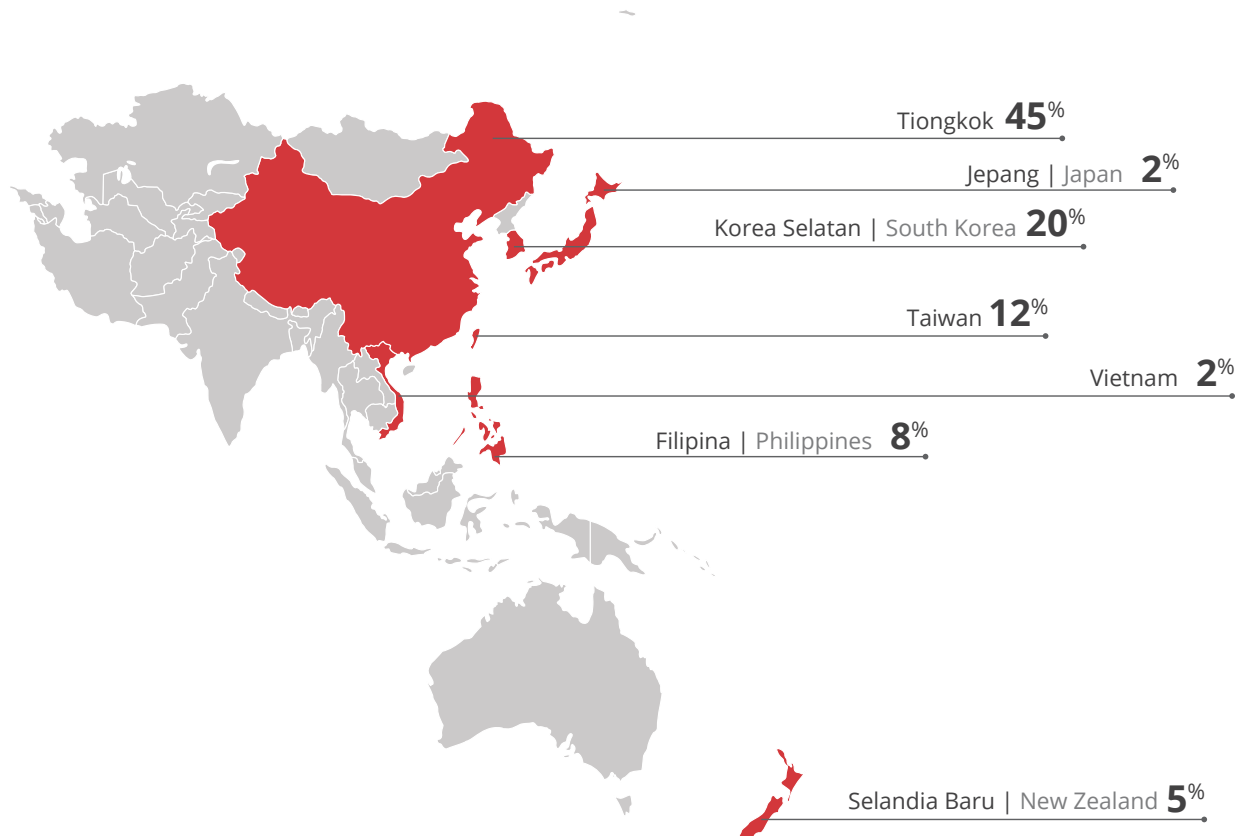 Tiongkok 45%
Jepang | Japan 2%
Korea Selatan | South Korea 20%
Taiwan 12%
Vietnam 2%
Filipina | Philippines 8%
Selandia Baru | New Zealand 5%